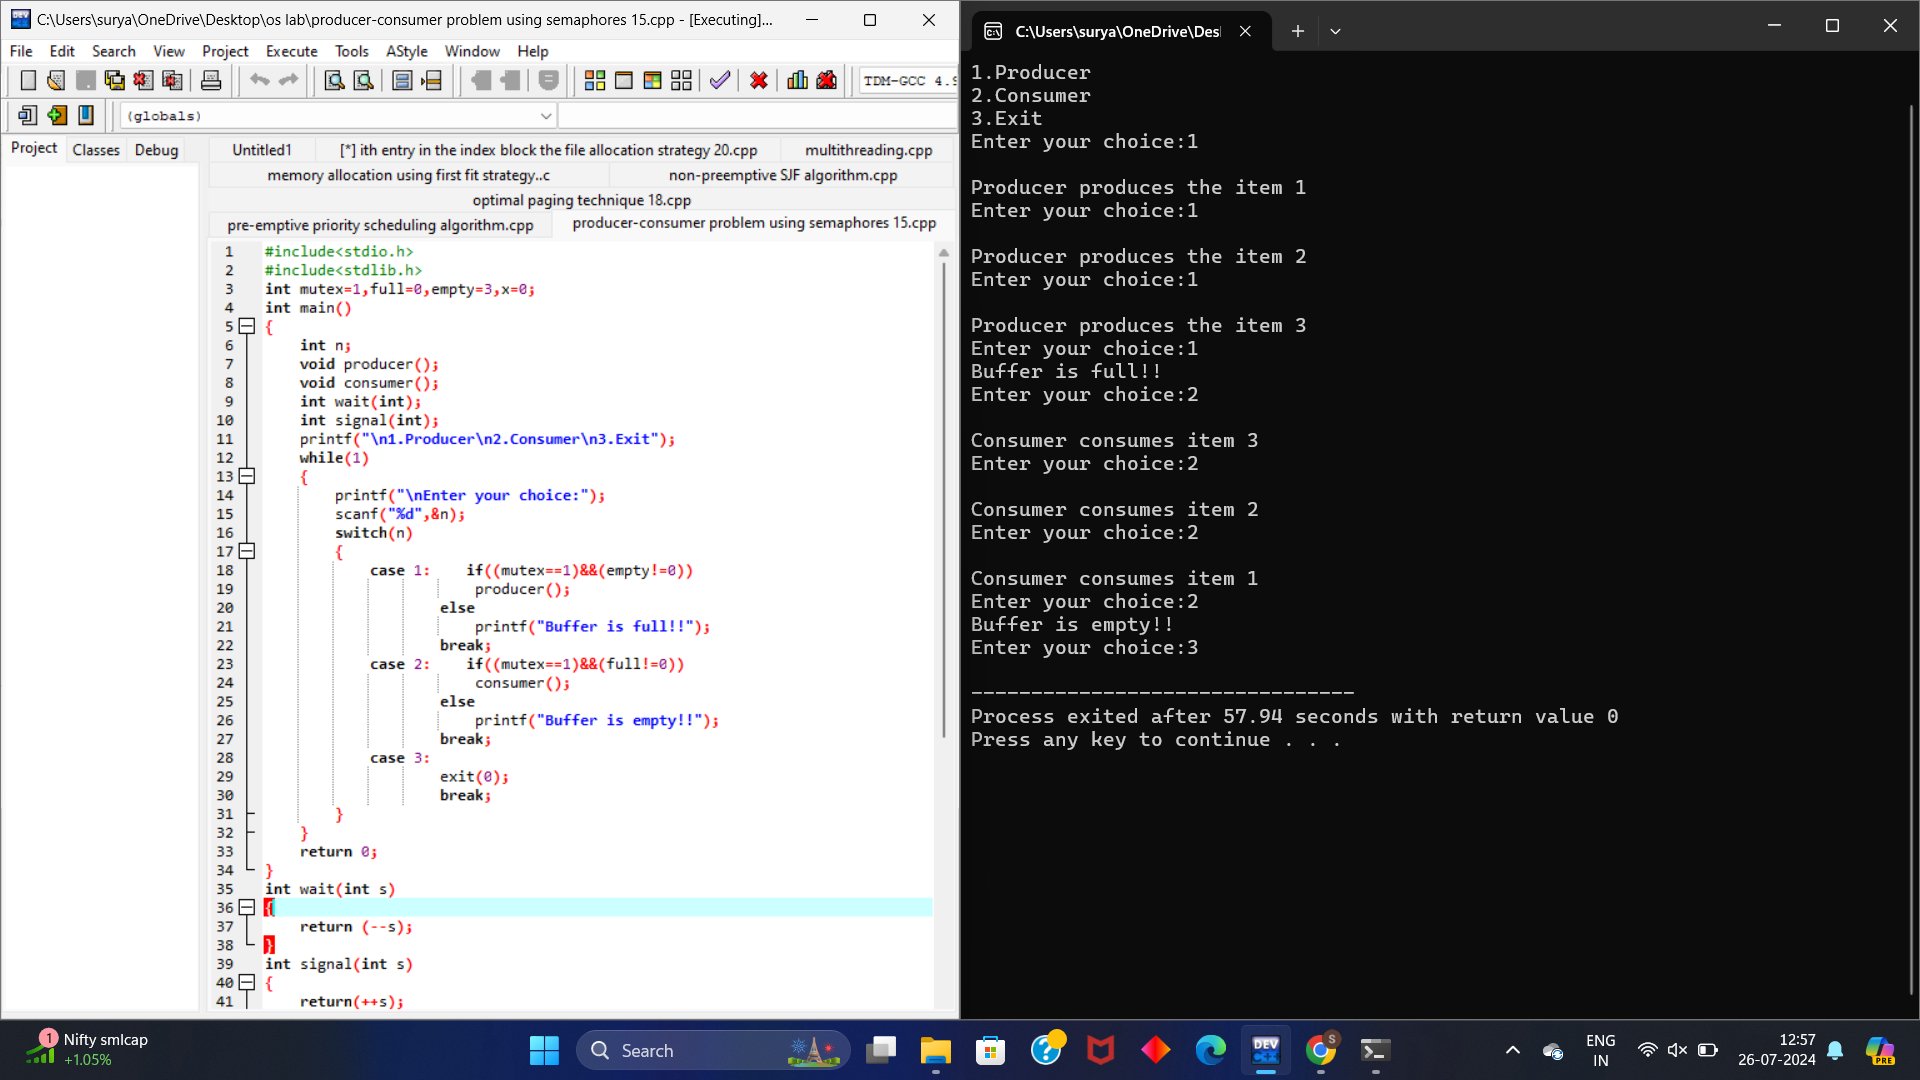 C:\Users\surya\OneDrive\Desktop\os lab\producer-consumer problem using semaphores 15.cpp - [Executing]...
File Edit Search View Project Execute Tools AStyle Window Help
TDM-GCC 4.9
(globals)
Project Classes Debug
Untitled1 [*] ith entry in the index block the file allocation strategy 20.cpp multithreading.cpp
memory allocation using first fit strategy..c non-preemptive SJF algorithm.cpp
optimal paging technique 18.cpp
pre-emptive priority scheduling algorithm.cpp producer-consumer problem using semaphores 15.cpp
1 #include<stdio.h>
2 #include<stdlib.h>
3 int mutex=1,full=0,empty=3,x=0;
4 int main()
5 {
6 int n;
7 void producer();
8 void consumer();
9 int wait(int);
10 int signal(int);
11 printf("\n1.Producer\n2.Consumer\n3.Exit");
12 while(1)
13 {
14 printf("\nEnter your choice:");
15 scanf("%d",&n);
16 switch(n)
17 {
18 case 1: if((mutex==1)&&(empty!=0))
19 producer();
20 else
21 printf("Buffer is full!!");
22 break;
23 case 2: if((mutex==1)&&(full!=0))
24 consumer();
25 else
26 printf("Buffer is empty!!");
27 break;
28 case 3:
29 exit(0);
30 break;
31 }
32 }
33 return 0;
34 }
35 int wait(int s)
36 {
37 return (--s);
38 }
39 int signal(int s)
40 {
41 return(++s);
C:\Users\surya\OneDrive\Des
1.Producer
2.Consumer
3.Exit
Enter your choice:1
Producer produces the item 1
Enter your choice:1
Producer produces the item 2
Enter your choice:1
Producer produces the item 3
Enter your choice:1
Buffer is full!!
Enter your choice:2
Consumer consumes item 3
Enter your choice:2
Consumer consumes item 2
Enter your choice:2
Consumer consumes item 1
Enter your choice:2
Buffer is empty!!
Enter your choice:3
--------------------------------
Process exited after 57.94 seconds with return value 0
Press any key to continue . . .
1
Nifty smlcap
+1.05%
Search
DEV
C++
S
ENG
IN
12:57
26-07-2024
PRE